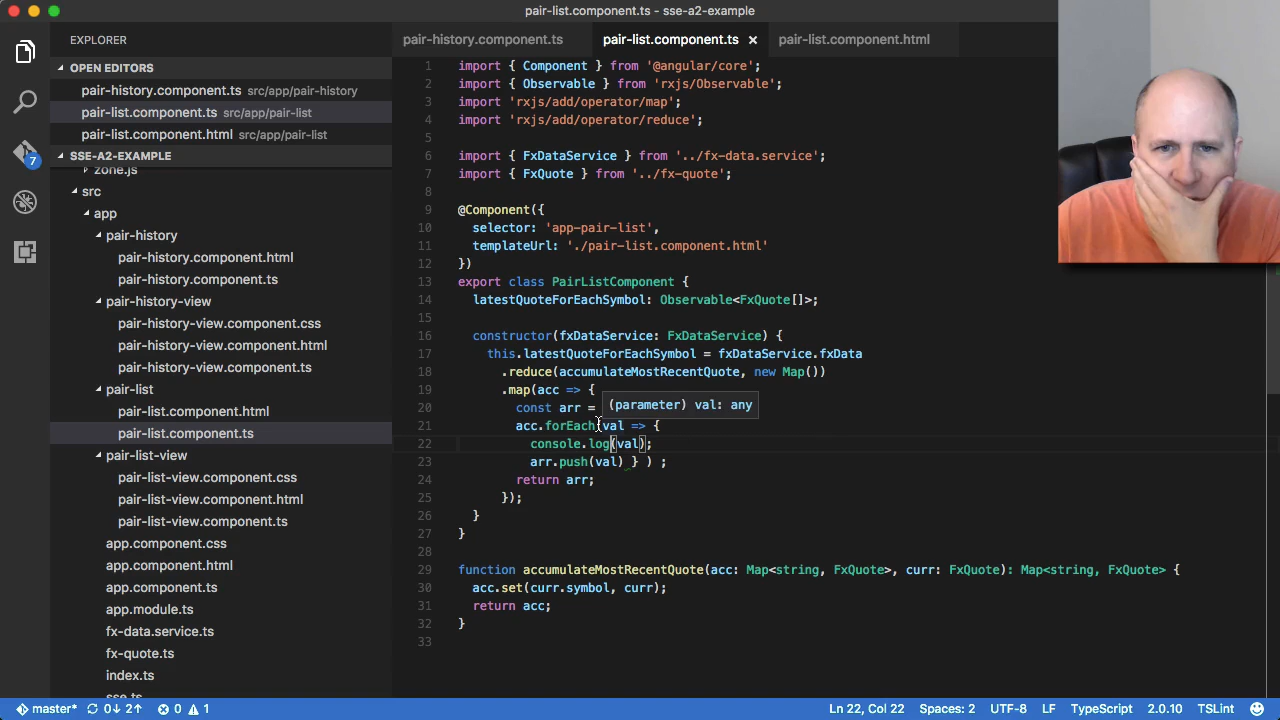 pair-list.component.ts - sse-a2-example
EXPLORER
OPEN EDITORS
pair-history.component.ts src/app/pair-history
pair-list.component.ts src/app/pair-list
pair-list.component.html src/app/pair-list
SSE-A2-EXAMPLE
zone.js
src
app
pair-history
pair-history.component.html
pair-history.component.ts
pair-history-view
pair-history-view.component.css
pair-history-view.component.html
pair-history-view.component.ts
pair-list
pair-list.component.html
pair-list.component.ts
pair-list-view
pair-list-view.component.css
pair-list-view.component.html
pair-list-view.component.ts
app.component.css
app.component.html
app.component.ts
app.module.ts
fx-data.service.ts
fx-quote.ts
index.ts
sse.ts
7
pair-history.component.ts pair-list.component.ts × pair-list.component.html
1 import { Component } from '@angular/core';
2 import { Observable } from 'rxjs/Observable';
3 import 'rxjs/add/operator/map';
4 import 'rxjs/add/operator/reduce';
5
6 import { FxDataService } from '../fx-data.service';
7 import { FxQuote } from '../fx-quote';
8
9 @Component({
10 selector: 'app-pair-list',
11 templateUrl: './pair-list.component.html'
12 })
13 export class PairListComponent {
14 latestQuoteForEachSymbol: Observable<FxQuote[]>;
15
16 constructor(fxDataService: FxDataService) {
17 this.latestQuoteForEachSymbol = fxDataService.fxData
18 .reduce(accumulateMostRecentQuote, new Map())
19 .map(acc => {
20 const arr =
(parameter) val: any
21 acc.forEach(val => {
22 console.log(val);
23 arr.push(val) } ) ;
24 return arr;
25 });
26 }
27 }
28
29 function accumulateMostRecentQuote(acc: Map<string, FxQuote>, curr: FxQuote): Map<string, FxQuote> {
30 acc.set(curr.symbol, curr);
31 return acc;
32 }
33
master* 0↓ 2↑ 0 1 Ln 22, Col 22 Spaces: 2 UTF-8 LF TypeScript 2.0.10 TSLint